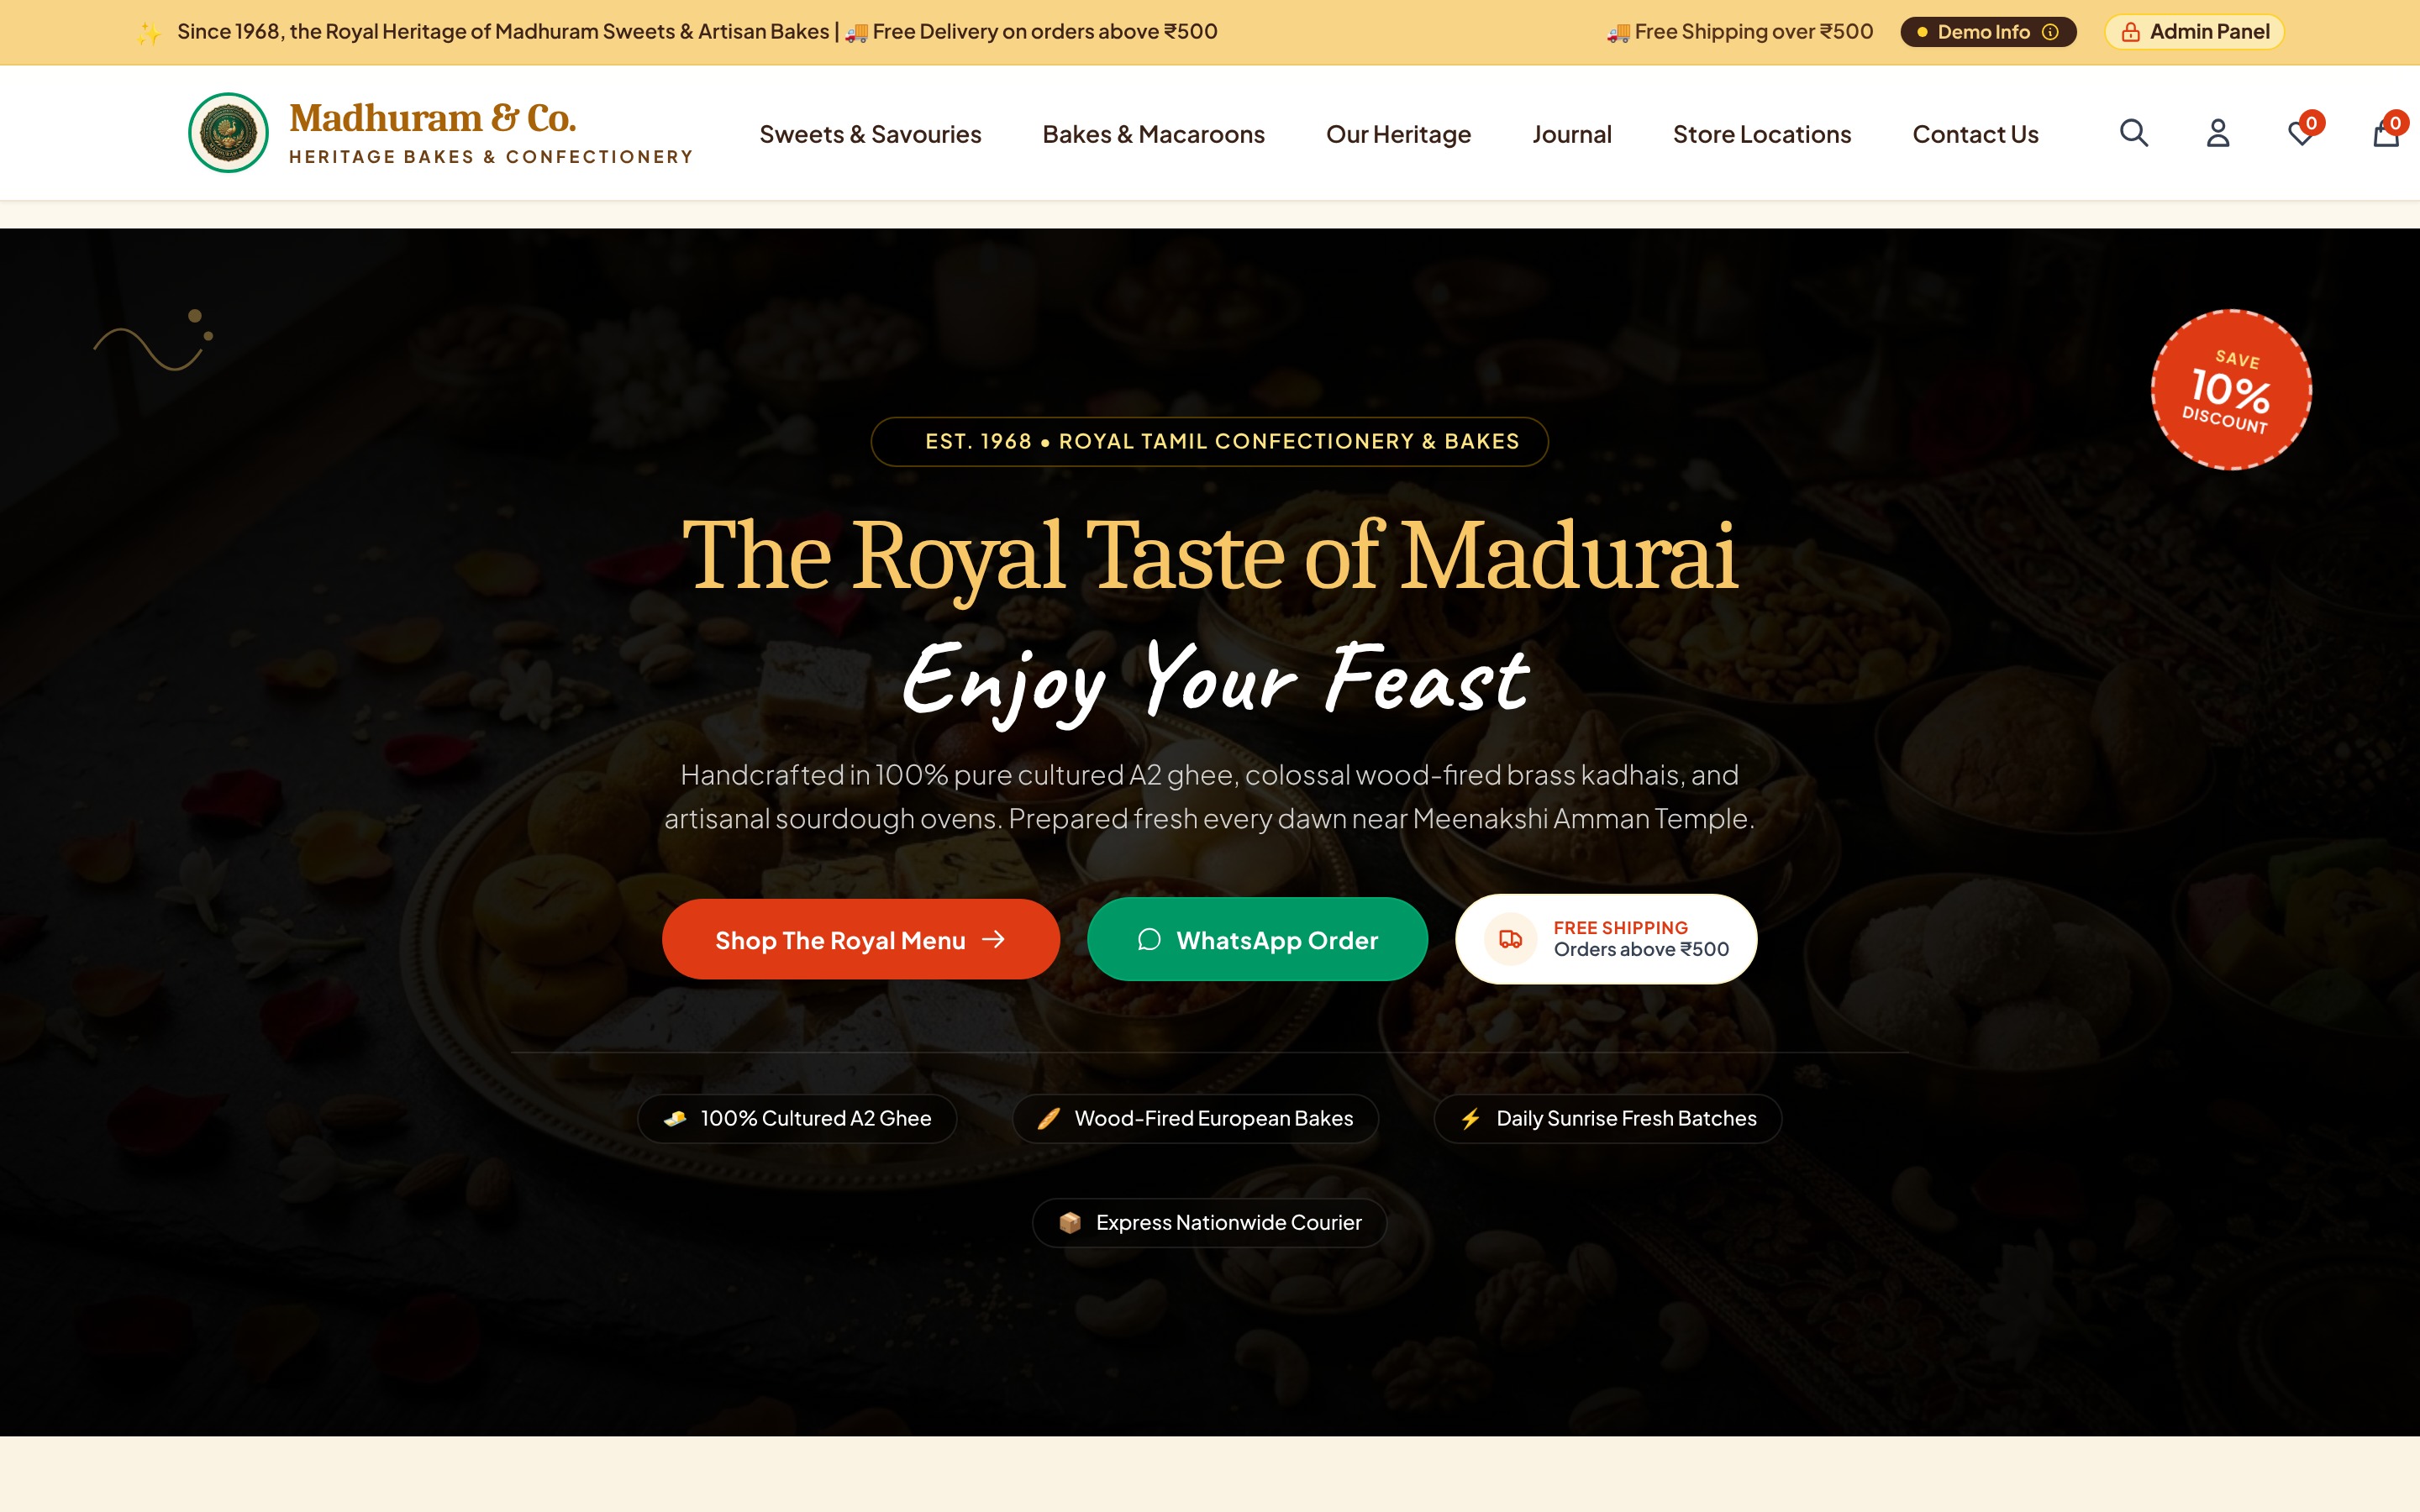 ✨ Since 1968, the Royal Heritage of Madhuram Sweets & Artisan Bakes | 🚚 Free Delivery on orders above ₹500
🚚 Free Shipping over ₹500
Demo Info
Admin Panel
Madhuram & Co.
HERITAGE BAKES & CONFECTIONERY
Sweets & Savouries
Bakes & Macaroons
Our Heritage
Journal
Store Locations
Contact Us
0
0
SAVE
10%
DISCOUNT
EST. 1968 • ROYAL TAMIL CONFECTIONERY & BAKES
The Royal Taste of Madurai
Enjoy Your Feast
Handcrafted in 100% pure cultured A2 ghee, colossal wood-fired brass kadhais, and
artisanal sourdough ovens. Prepared fresh every dawn near Meenakshi Amman Temple.
Shop The Royal Menu →
WhatsApp Order
FREE SHIPPING
Orders above ₹500
100% Cultured A2 Ghee
Wood-Fired European Bakes
⚡ Daily Sunrise Fresh Batches
📦 Express Nationwide Courier